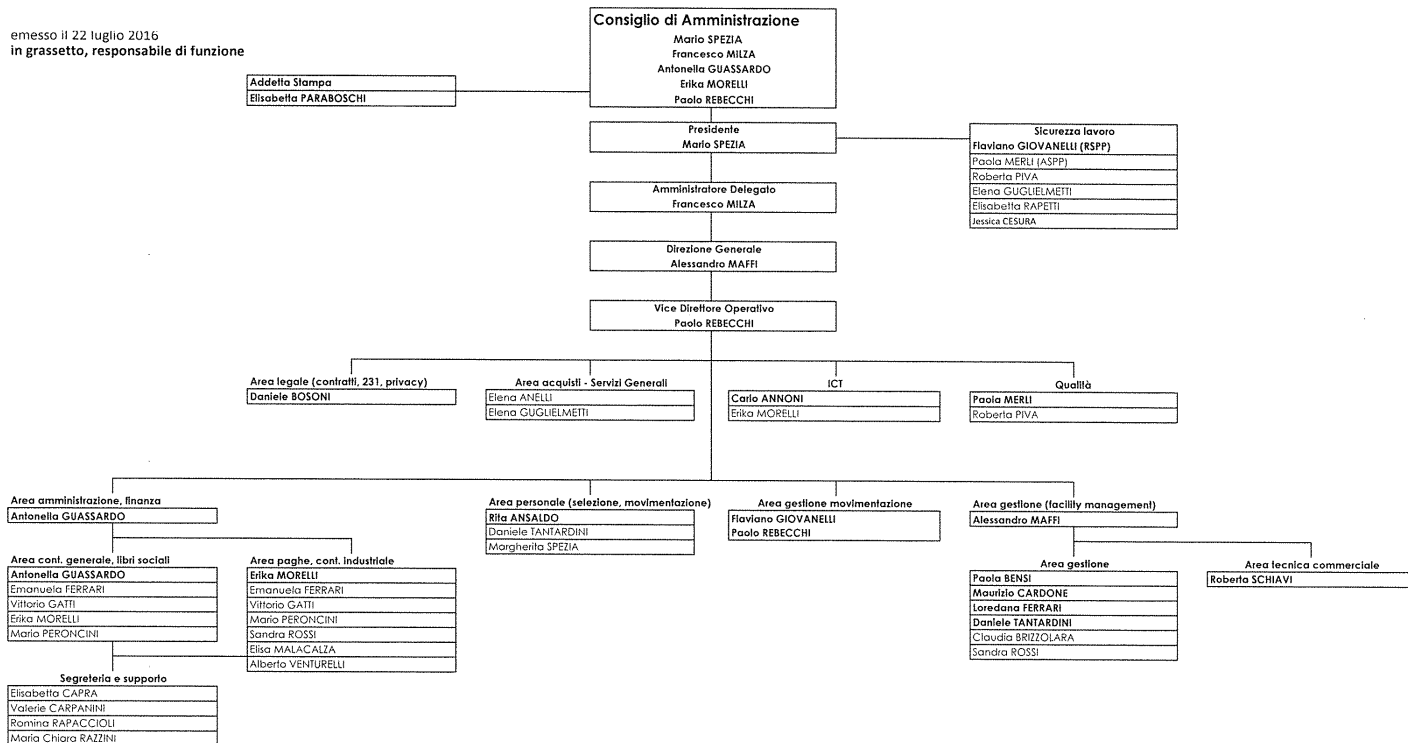 emesso il 22 luglio 2016
in grassetto, responsabile di funzione
Consiglio di Amministrazione
Mario SPEZIA
Francesco MILZA
Antonella GUASSARDO
Erika MORELLI
Paolo REBECCHI
Addetta Stampa
Elisabetta PARABOSCHI
Presidente
Mario SPEZIA
Sicurezza lavoro
Flaviano GIOVANELLI (RSPP)
Paola MERLI (ASPP)
Roberta PIVA
Elena GUGLIELMETTI
Elisabetta RAPETTI
Jessica CESURA
Amministratore Delegato
Francesco MILZA
Direzione Generale
Alessandro MAFFI
Vice Direttore Operativo
Paolo REBECCHI
Area legale (contratti, 231, privacy)
Daniele BOSONI
Area acquisti - Servizi Generali
Elena ANELLI
Elena GUGLIELMETTI
ICT
Carlo ANNONI
Erika MORELLI
Qualità
Paola MERLI
Roberta PIVA
Area amministrazione, finanza
Antonella GUASSARDO
Area personale (selezione, movimentazione)
Rita ANSALDO
Daniele TANTARDINI
Margherita SPEZIA
Area gestione movimentazione
Flaviano GIOVANELLI
Paolo REBECCHI
Area gestione (facility management)
Alessandro MAFFI
Area cont. generale, libri sociali
Antonella GUASSARDO
Emanuela FERRARI
Vittorio GATTI
Erika MORELLI
Mario PERONCINI
Area paghe, cont. industriale
Erika MORELLI
Emanuela FERRARI
Vittorio GATTI
Mario PERONCINI
Sandra ROSSI
Elisa MALACALZA
Alberto VENTURELLI
Area gestione
Paola BENSI
Maurizio CARDONE
Loredana FERRARI
Daniele TANTARDINI
Claudia BRIZZOLARA
Sandra ROSSI
Area tecnica commerciale
Roberta SCHIAVI
Segreteria e supporto
Elisabetta CAPRA
Valerie CARPANINI
Romina RAPACCIOLI
Maria Chiara RAZZINI